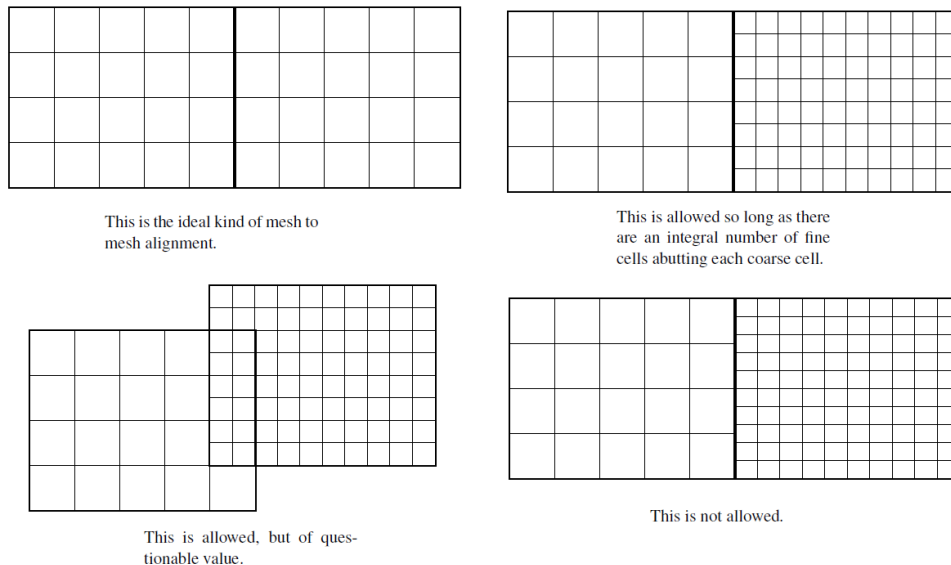 This is the ideal kind of mesh to
mesh alignment.
This is allowed so long as there
are an integral number of fine
cells abutting each coarse cell.
This is allowed, but of ques-
tionable value.
This is not allowed.